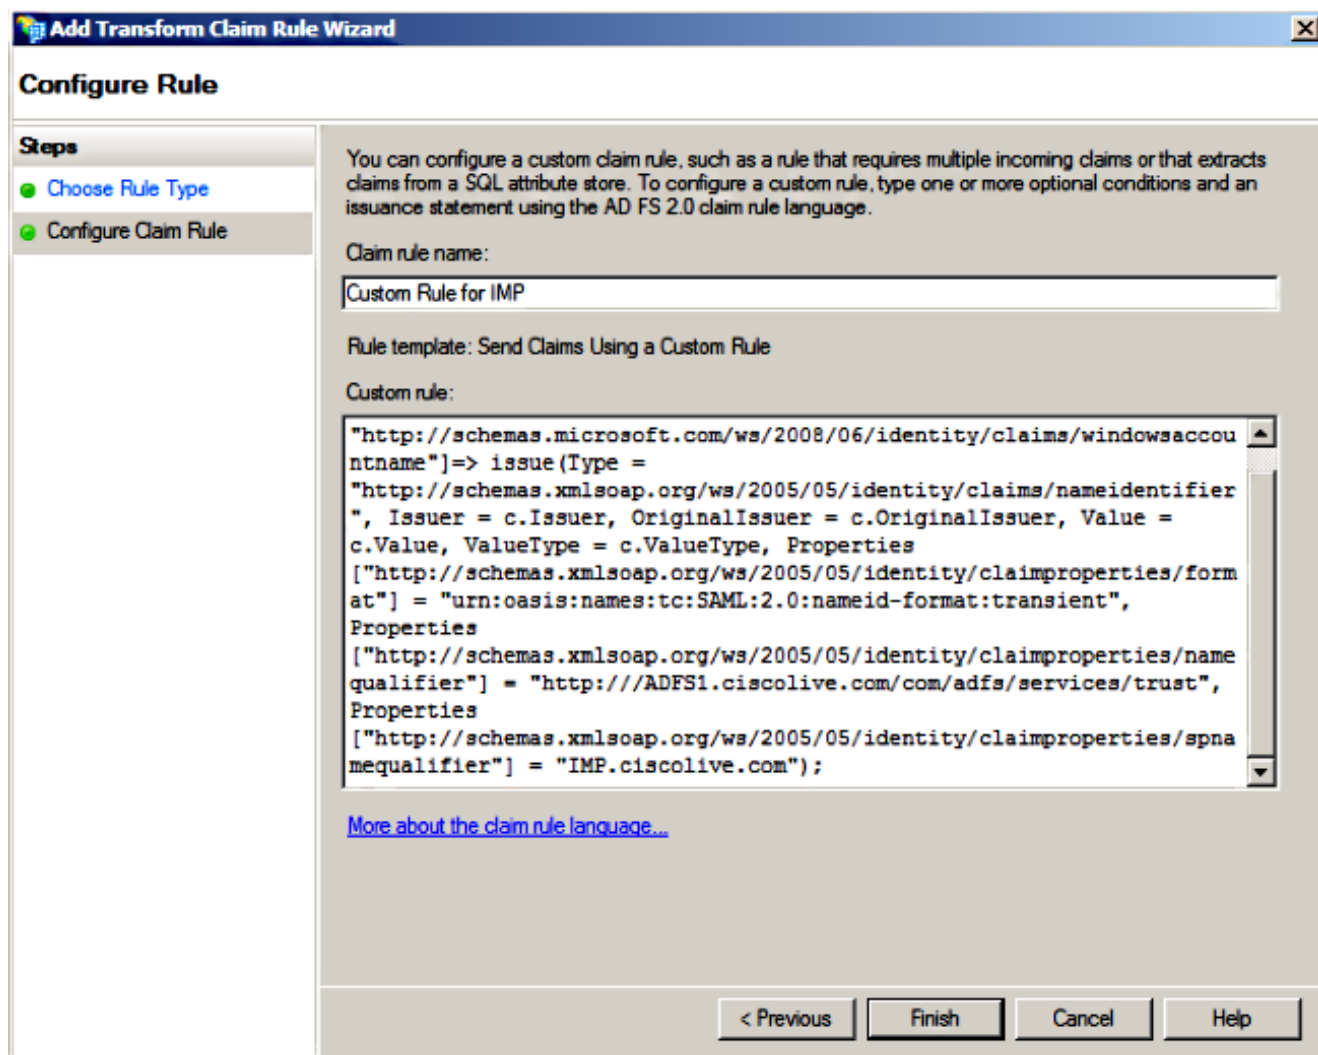 Add Transform Claim Rule Wizard
Configure Rule
Steps
Choose Rule Type
Configure Claim Rule
You can configure a custom claim rule, such as a rule that requires multiple incoming claims or that extracts
claims from a SQL attribute store. To configure a custom rule, type one or more optional conditions and an
issuance statement using the AD FS 2.0 claim rule language.
Claim rule name:
Custom Rule for IMP
Rule template: Send Claims Using a Custom Rule
Custom rule:
"http://schemas.microsoft.com/ws/2008/06/identity/claims/windowsaccou
ntname"]=> issue(Type =
"http://schemas.xmlsoap.org/ws/2005/05/identity/claims/nameidentifier
", Issuer = c.Issuer, OriginalIssuer = c.OriginalIssuer, Value =
c.Value, ValueType = c.ValueType, Properties
["http://schemas.xmlsoap.org/ws/2005/05/identity/claimproperties/form
at"] = "urn:oasis:names:tc:SAML:2.0:nameid-format:transient",
Properties
["http://schemas.xmlsoap.org/ws/2005/05/identity/claimproperties/name
qualifier"] = "http:///ADFS1.ciscolive.com/com/adfs/services/trust",
Properties
["http://schemas.xmlsoap.org/ws/2005/05/identity/claimproperties/spna
mequalifier"] = "IMP.ciscolive.com");
More about the claim rule language...
< Previous
Finish
Cancel
Help